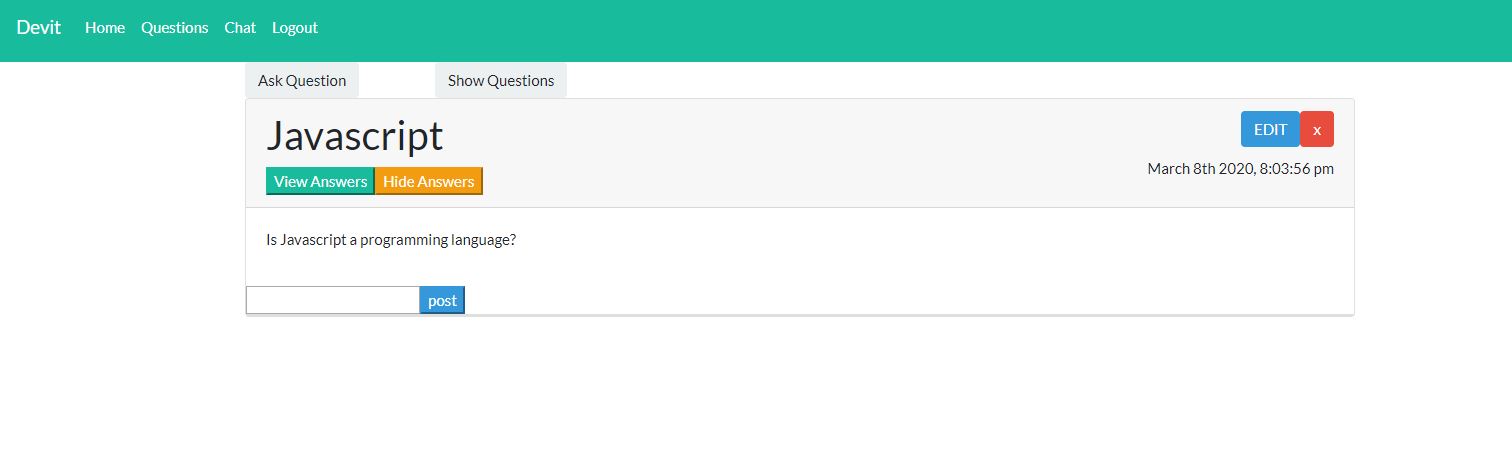 Devit Home Questions Chat Logout
Ask Question Show Questions
Javascript
EDIT x
March 8th 2020, 8:03:56 pm
View Answers Hide Answers
Is Javascript a programming language?
post